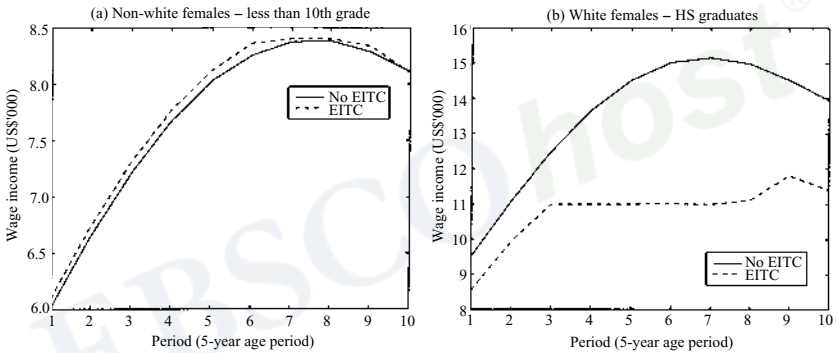 (a) Non-white females – less than 10th grade
8.5
8.0
7.5
7.0
6.5
6.0
Wage income (US$'000)
No EITC
EITC
1 2 3 4 5 6 7 8 9 10
Period (5-year age period)
(b) White females – HS graduates
16
15
14
13
12
11
10
9
8
Wage income (US$'000)
No EITC
EITC
1 2 3 4 5 6 7 8 9 10
Period (5-year age period)
EBSCOhost®